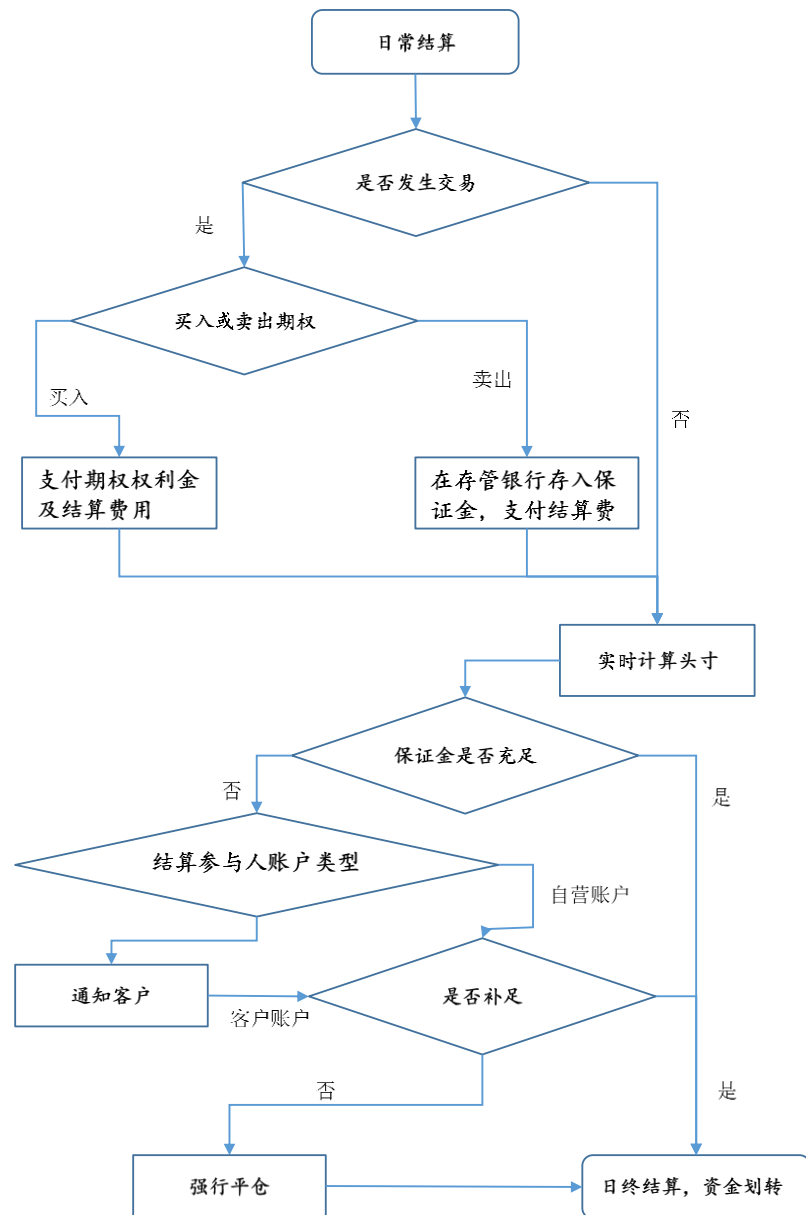 日常结算
是否发生交易
是
买入或卖出期权
卖出
买入
否
支付期权权利金
及结算费用
在存管银行存入保
证金，支付结算费
实时计算头寸
保证金是否充足
否
是
结算参与人账户类型
自营账户
通知客户
是否补足
客户账户
否
是
强行平仓
日终结算，资金划转